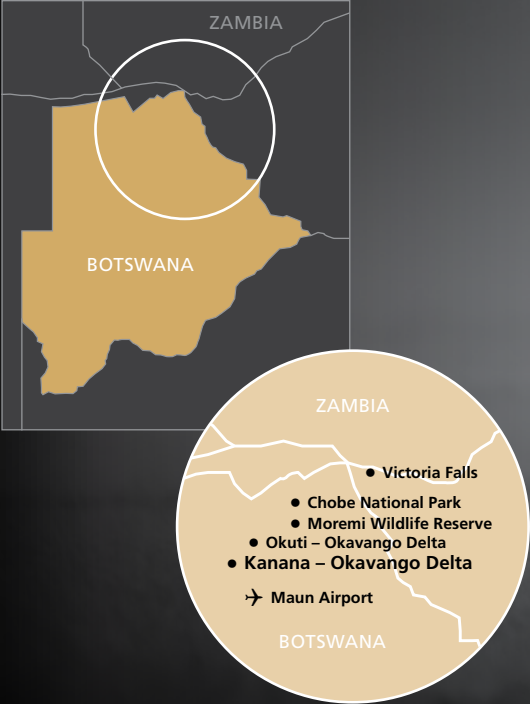 ZAMBIA
BOTSWANA
ZAMBIA
Victoria Falls
Chobe National Park
Moremi Wildlife Reserve
Okuti – Okavango Delta
Kanana – Okavango Delta
Maun Airport
BOTSWANA